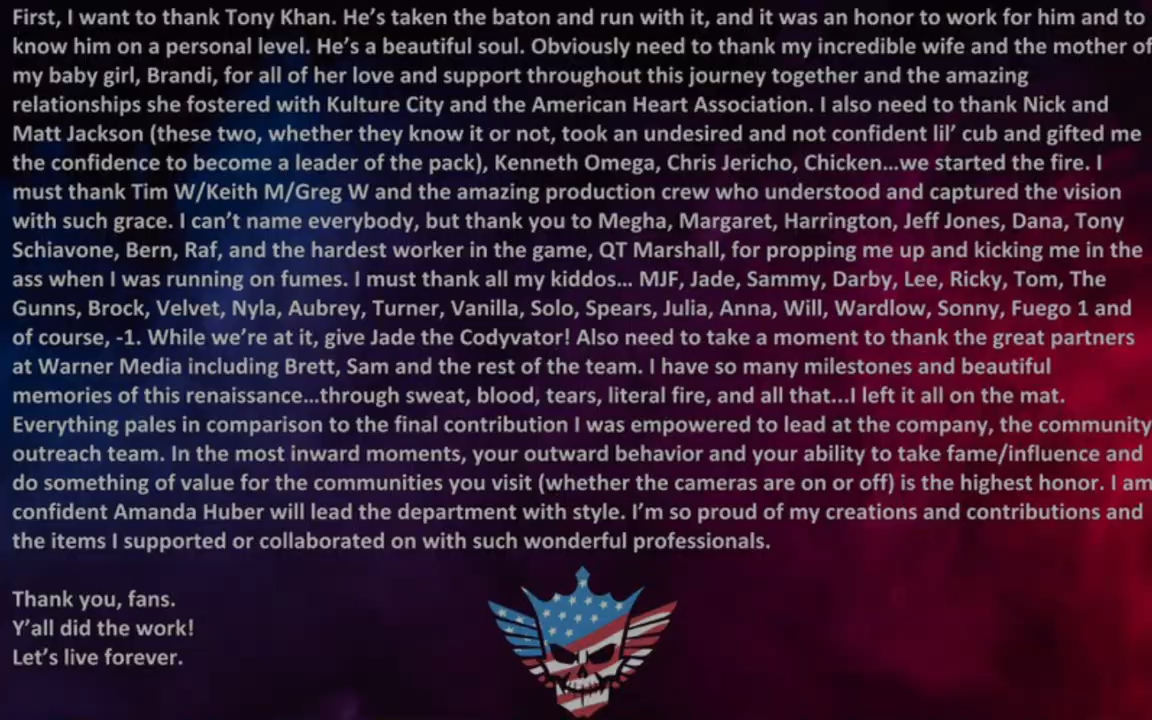 First, I want to thank Tony Khan. He's taken the baton and run with it, and it was an honor to work for him and to
know him on a personal level. He's a beautiful soul. Obviously need to thank my incredible wife and the mother of
my baby girl, Brandi, for all of her love and support throughout this journey together and the amazing
relationships she fostered with Kulture City and the American Heart Association. I also need to thank Nick and
Matt Jackson (these two, whether they know it or not, took an undesired and not confident lil' cub and gifted me
the confidence to become a leader of the pack), Kenneth Omega, Chris Jericho, Chicken...we started the fire. I
must thank Tim W/Keith M/Greg W and the amazing production crew who understood and captured the vision
with such grace. I can't name everybody, but thank you to Megha, Margaret, Harrington, Jeff Jones, Dana, Tony
Schiavone, Bern, Raf, and the hardest worker in the game, QT Marshall, for propping me up and kicking me in the
ass when I was running on fumes. I must thank all my kiddos... MJF, Jade, Sammy, Darby, Lee, Ricky, Tom, The
Gunns, Brock, Velvet, Nyla, Aubrey, Turner, Vanilla, Solo, Spears, Julia, Anna, Will, Wardlow, Sonny, Fuego 1 and
of course, -1. While we're at it, give Jade the Codyvator! Also need to take a moment to thank the great partners
at Warner Media including Brett, Sam and the rest of the team. I have so many milestones and beautiful
memories of this renaissance...through sweat, blood, tears, literal fire, and all that...I left it all on the mat.
Everything pales in comparison to the final contribution I was empowered to lead at the company, the community
outreach team. In the most inward moments, your outward behavior and your ability to take fame/influence and
do something of value for the communities you visit (whether the cameras are on or off) is the highest honor. I am
confident Amanda Huber will lead the department with style. I'm so proud of my creations and contributions and
the items I supported or collaborated on with such wonderful professionals.
Thank you, fans.
Y'all did the work!
Let's live forever.